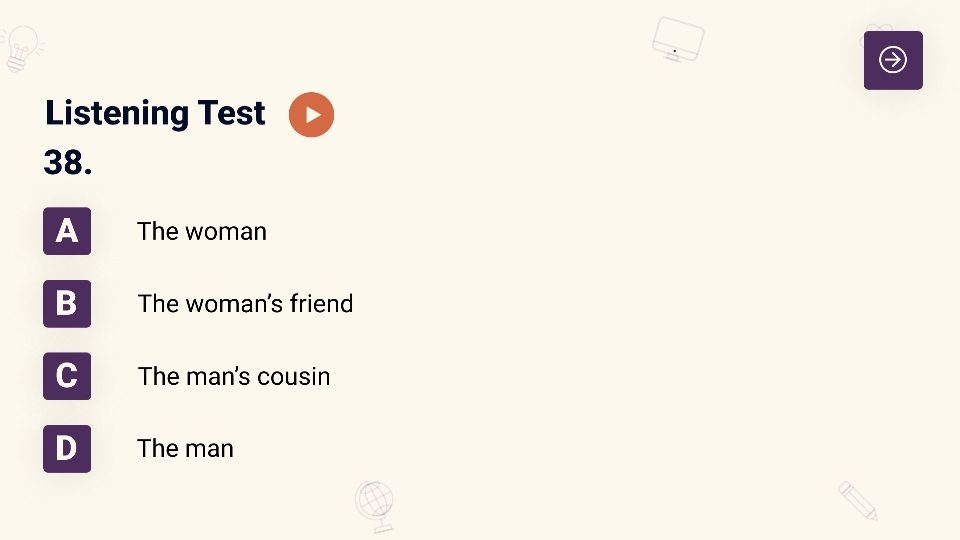 Listening Test
38.
A The woman
B The woman’s friend
C The man’s cousin
D The man